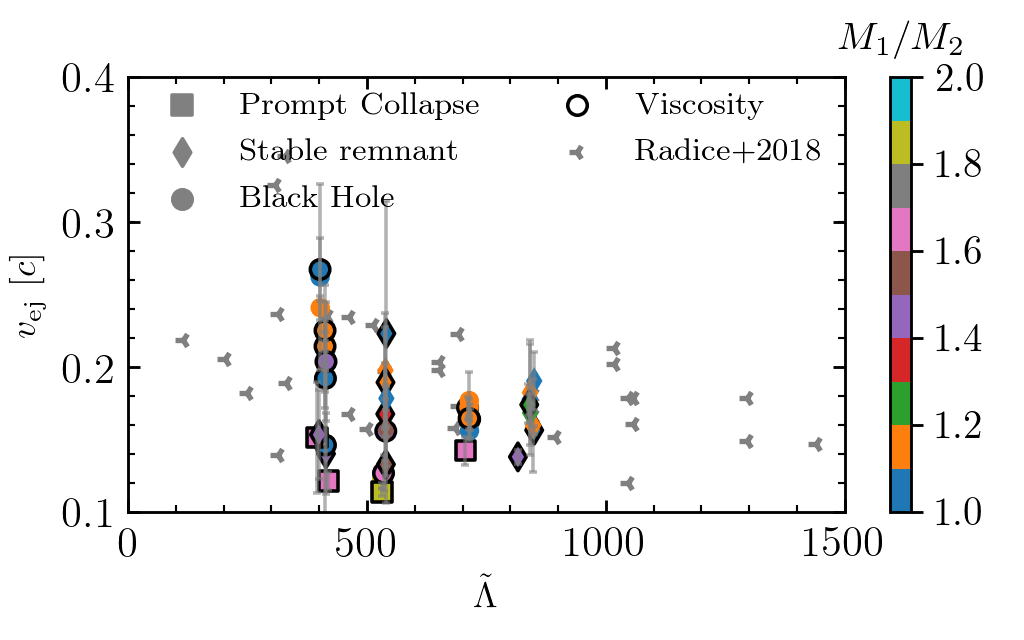 M₁/M₂
0.4
0.3
0.2
0.1
v_ej [c]
Prompt Collapse
Stable remnant
Black Hole
Viscosity
Radice+2018
0
500
1000
1500
Λ̃
2.0
1.8
1.6
1.4
1.2
1.0